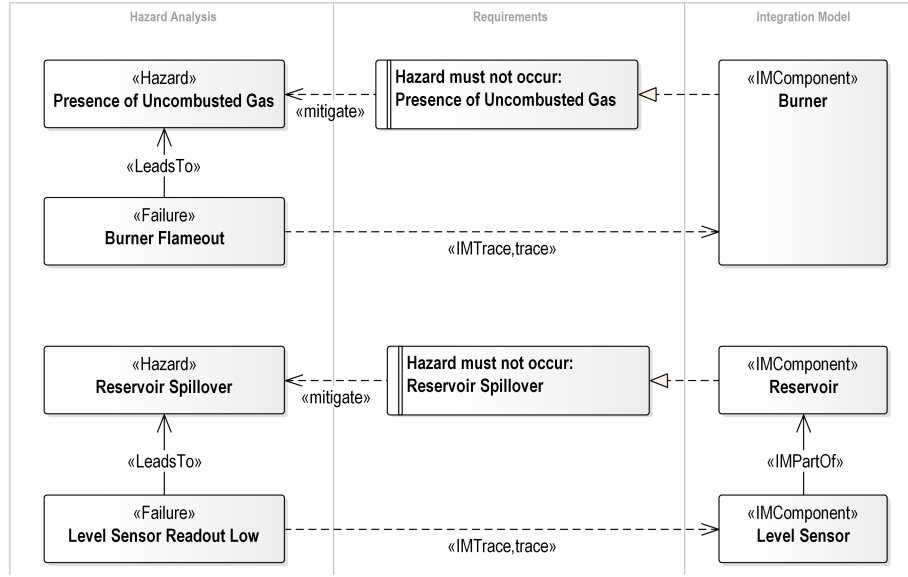 Hazard Analysis
Requirements
Integration Model
«Hazard»
Presence of Uncombusted Gas
«mitigate»
Hazard must not occur:
Presence of Uncombusted Gas
«IMComponent»
Burner
«LeadsTo»
«Failure»
Burner Flameout
«IMTrace,trace»
«Hazard»
Reservoir Spillover
«mitigate»
Hazard must not occur:
Reservoir Spillover
«IMComponent»
Reservoir
«LeadsTo»
«IMPartOf»
«Failure»
Level Sensor Readout Low
«IMTrace,trace»
«IMComponent»
Level Sensor